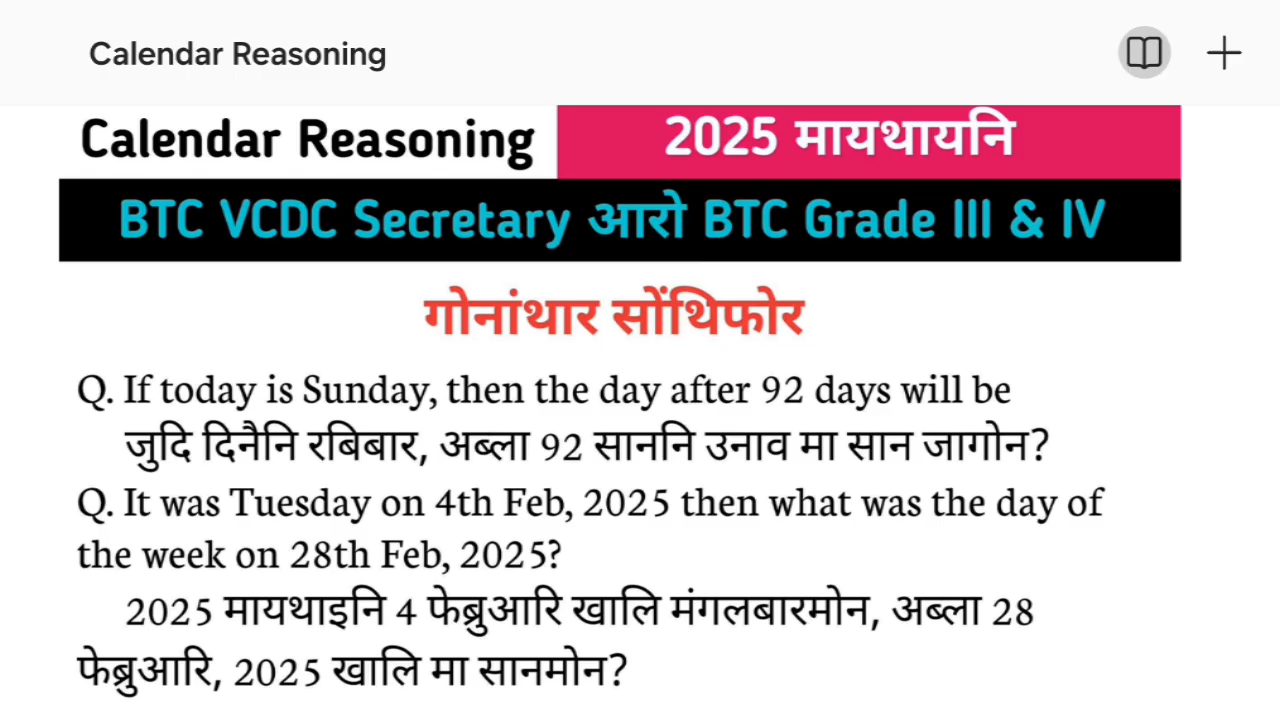 Calendar Reasoning
Calendar Reasoning
2025 मायथायनि
BTC VCDC Secretary आरो BTC Grade III & IV
गोनांथार सोंथिफोर
Q. If today is Sunday, then the day after 92 days will be
जुदि दिनैनि रबिबार, अब्ला 92 साननि उनाव मा सान जागोन?
Q. It was Tuesday on 4th Feb, 2025 then what was the day of
the week on 28th Feb, 2025?
2025 मायथाइनि 4 फेब्रुआरि खालि मंगलबारमोन, अब्ला 28
फेब्रुआरि, 2025 खालि मा सानमोन?